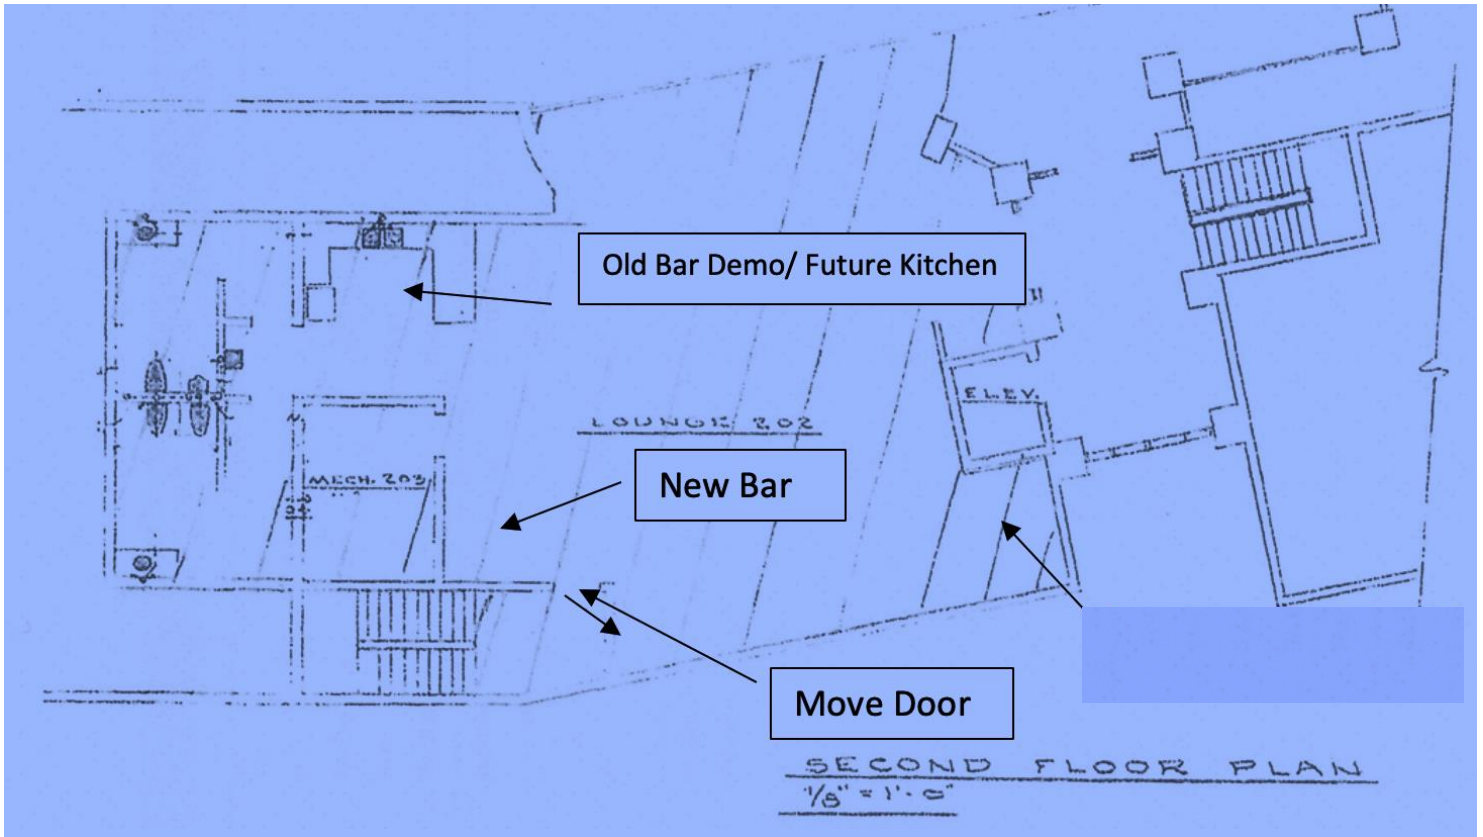 Old Bar Demo/ Future Kitchen
ELEV.
LOUNGE 202
New Bar
MECH. 203
Move Door
SECOND FLOOR PLAN
1/8" = 1'-0"